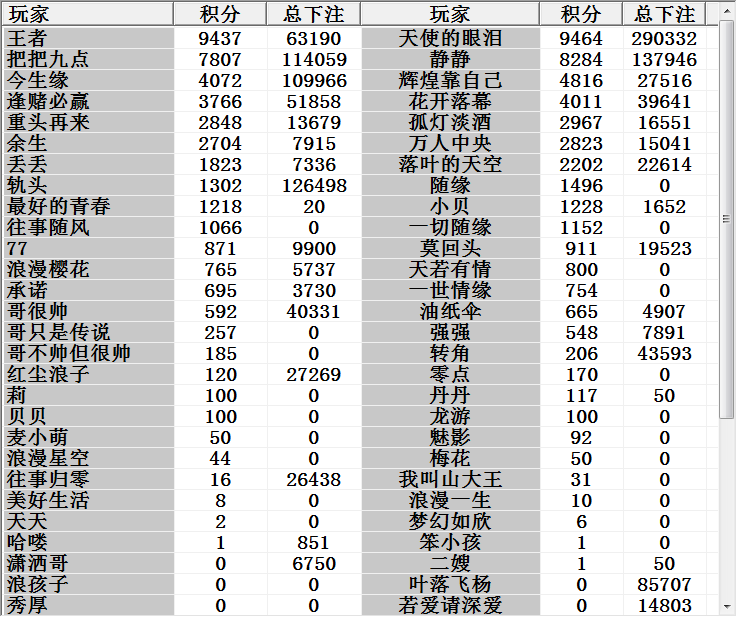 玩家 积分 总下注 玩家 积分 总下注
王者 9437 63190 天使的眼泪 9464 290332
把把九点 7807 114059 静静 8284 137946
今生缘 4072 109966 辉煌靠自己 4816 27516
逢赌必赢 3766 51858 花开落幕 4011 39641
重头再来 2848 13679 孤灯淡酒 2967 16551
余生 2704 7915 万人中央 2823 15041
丢丢 1823 7336 落叶的天空 2202 22614
轨头 1302 126498 随缘 1496 0
最好的青春 1218 20 小贝 1228 1652
往事随风 1066 0 一切随缘 1152 0
77 871 9900 莫回头 911 19523
浪漫樱花 765 5737 天若有情 800 0
承诺 695 3730 一世情缘 754 0
哥很帅 592 40331 油纸伞 665 4907
哥只是传说 257 0 强强 548 7891
哥不帅但很帅 185 0 转角 206 43593
红尘浪子 120 27269 零点 170 0
莉 100 0 丹丹 117 50
贝贝 100 0 龙游 100 0
麦小萌 50 0 魅影 92 0
浪漫星空 44 0 梅花 50 0
往事归零 16 26438 我叫山大王 31 0
美好生活 8 0 浪漫一生 10 0
天天 2 0 梦幻如欣 6 0
哈喽 1 851 笨小孩 1 0
潇洒哥 0 6750 二嫂 1 50
浪孩子 0 0 叶落飞杨 0 85707
秀厚 0 0 若爱请深爱 0 14803